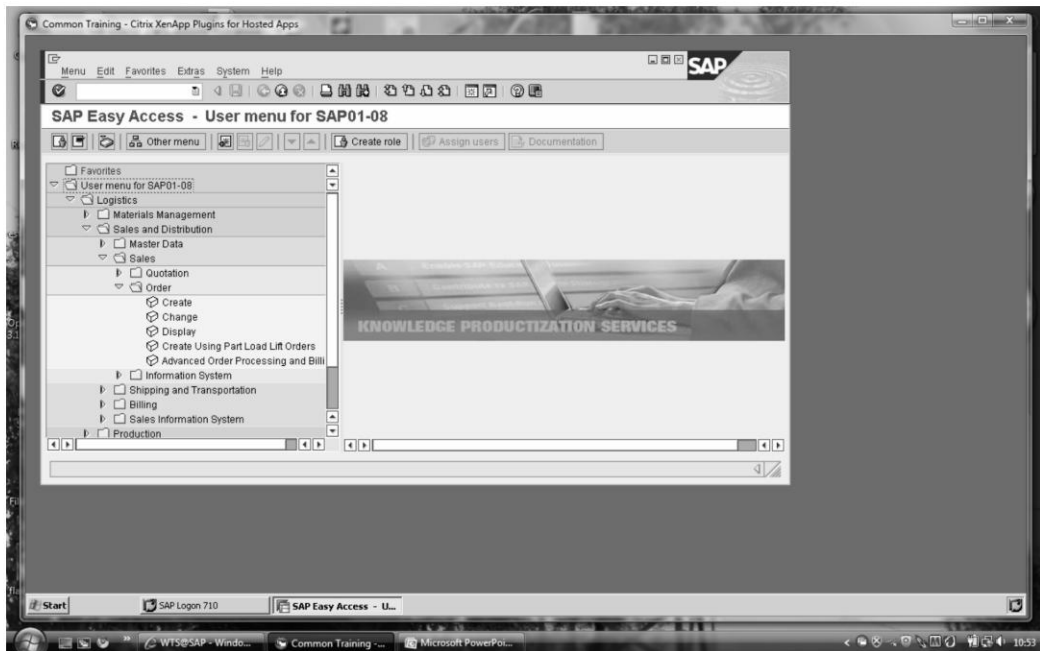 Common Training - Citrix XenApp Plugins for Hosted Apps
Menu Edit Favorites Extras System Help
SAP
SAP Easy Access - User menu for SAP01-08
Other menu
Create role
Assign users
Documentation
Favorites
User menu for SAP01-08
Logistics
Materials Management
Sales and Distribution
Master Data
Sales
Quotation
Order
Create
Change
Display
Create Using Part Load Lift Orders
Advanced Order Processing and Billi
Information System
Shipping and Transportation
Billing
Sales Information System
Production
KNOWLEDGE PRODUCTIZATION SERVICES
Start
SAP Logon 710
SAP Easy Access - U...
WTS@SAP - Windo...
Common Training -...
Microsoft PowerPoi...
10:53